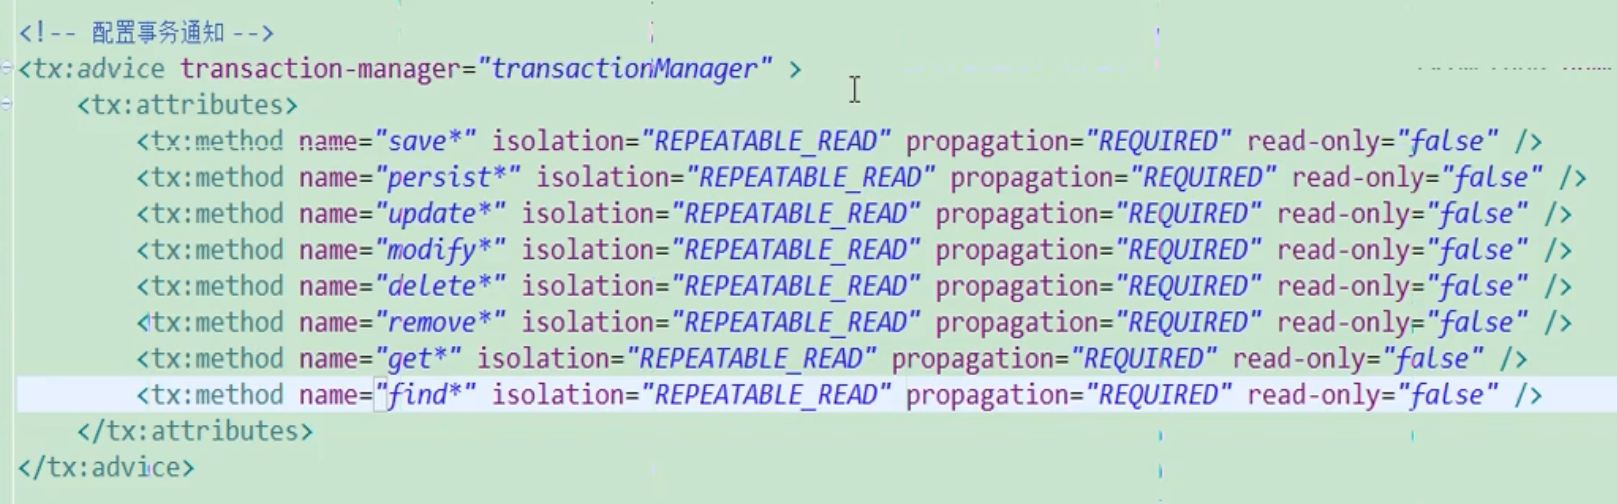 <!-- 配置事务通知 -->
<tx:advice transaction-manager="transactionManager" >
<tx:attributes>
<tx:method name="save*" isolation="REPEATABLE_READ" propagation="REQUIRED" read-only="false" />
<tx:method name="persist*" isolation="REPEATABLE_READ" propagation="REQUIRED" read-only="false" />
<tx:method name="update*" isolation="REPEATABLE_READ" propagation="REQUIRED" read-only="false" />
<tx:method name="modify*" isolation="REPEATABLE_READ" propagation="REQUIRED" read-only="false" />
<tx:method name="delete*" isolation="REPEATABLE_READ" propagation="REQUIRED" read-only="false" />
<tx:method name="remove*" isolation="REPEATABLE_READ" propagation="REQUIRED" read-only="false" />
<tx:method name="get*" isolation="REPEATABLE_READ" propagation="REQUIRED" read-only="false" />
<tx:method name="find*" isolation="REPEATABLE_READ" propagation="REQUIRED" read-only="false" />
</tx:attributes>
</tx:advice>